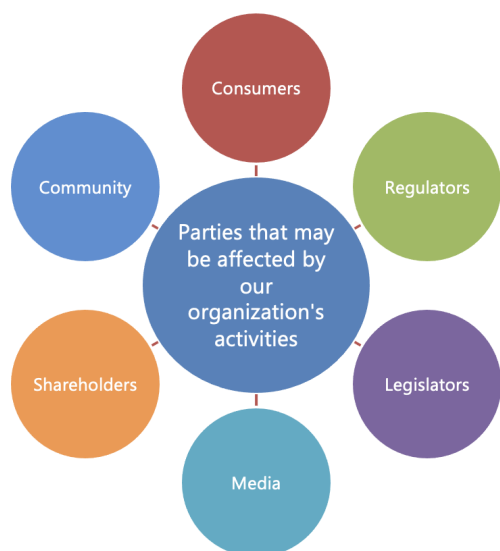 Consumers
Community
Regulators
Parties that may
be affected by
our
organization's
activities
Shareholders
Legislators
Media